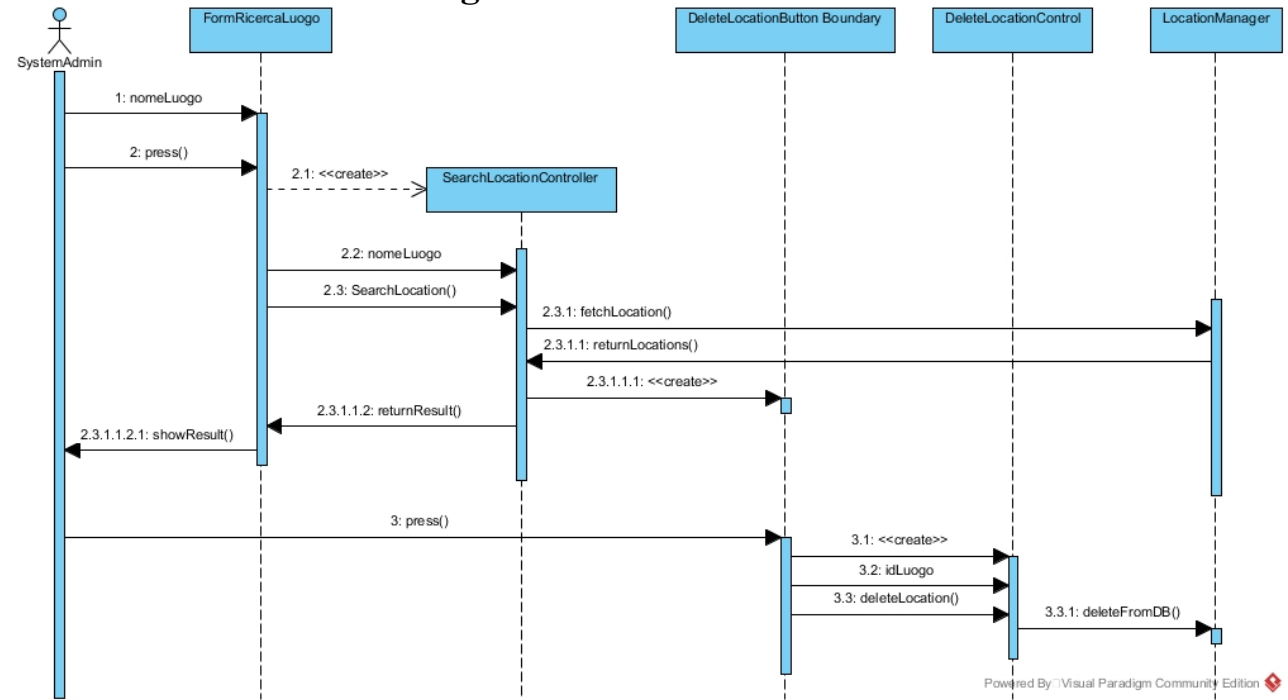 FormRicercaLuogo
DeleteLocationButton Boundary
DeleteLocationControl
LocationManager
SystemAdmin
1: nomeLuogo
2: press()
2.1: <<create>>
SearchLocationController
2.2: nomeLuogo
2.3: SearchLocation()
2.3.1: fetchLocation()
2.3.1.1: returnLocations()
2.3.1.1.1: <<create>>
2.3.1.1.2: returnResult()
2.3.1.1.2.1: showResult()
3: press()
3.1: <<create>>
3.2: idLuogo
3.3: deleteLocation()
3.3.1: deleteFromDB()
Powered By Visual Paradigm Community Edition